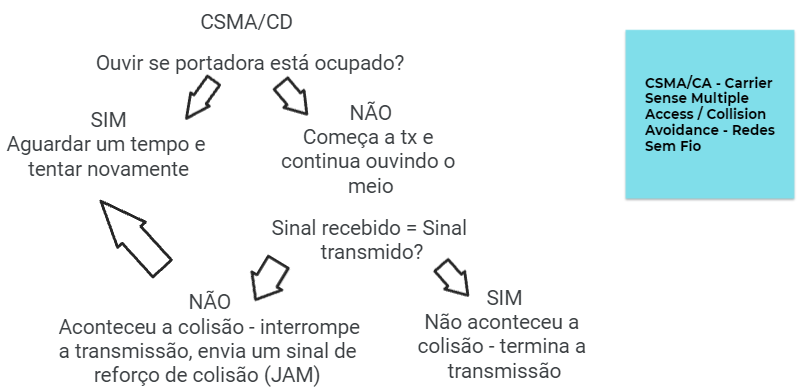 CSMA/CD
Ouvir se portadora está ocupado?
SIM
Aguardar um tempo e
tentar novamente
NÃO
Começa a tx e
continua ouvindo o
meio
Sinal recebido = Sinal
transmido?
NÃO
Aconteceu a colisão - interrompe
a transmissão, envia um sinal de
reforço de colisão (JAM)
SIM
Não aconteceu a
colisão - termina a
transmissão
CSMA/CA - Carrier
Sense Multiple
Access / Collision
Avoidance - Redes
Sem Fio